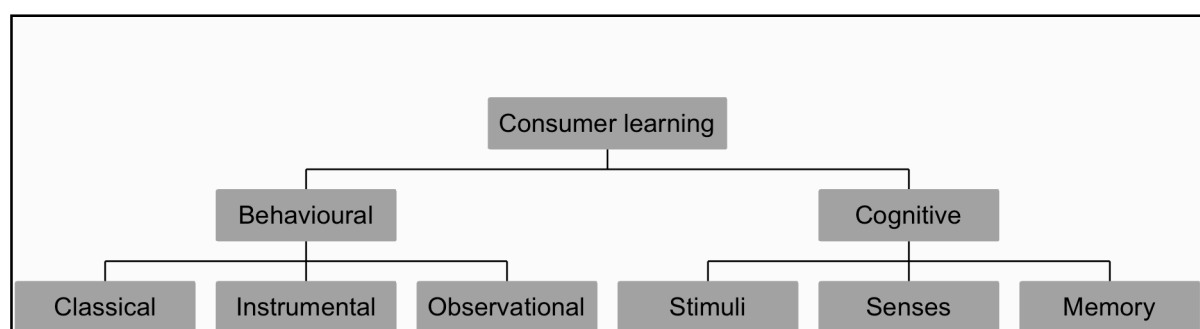 Consumer learning
Behavioural
Cognitive
Classical
Instrumental
Observational
Stimuli
Senses
Memory